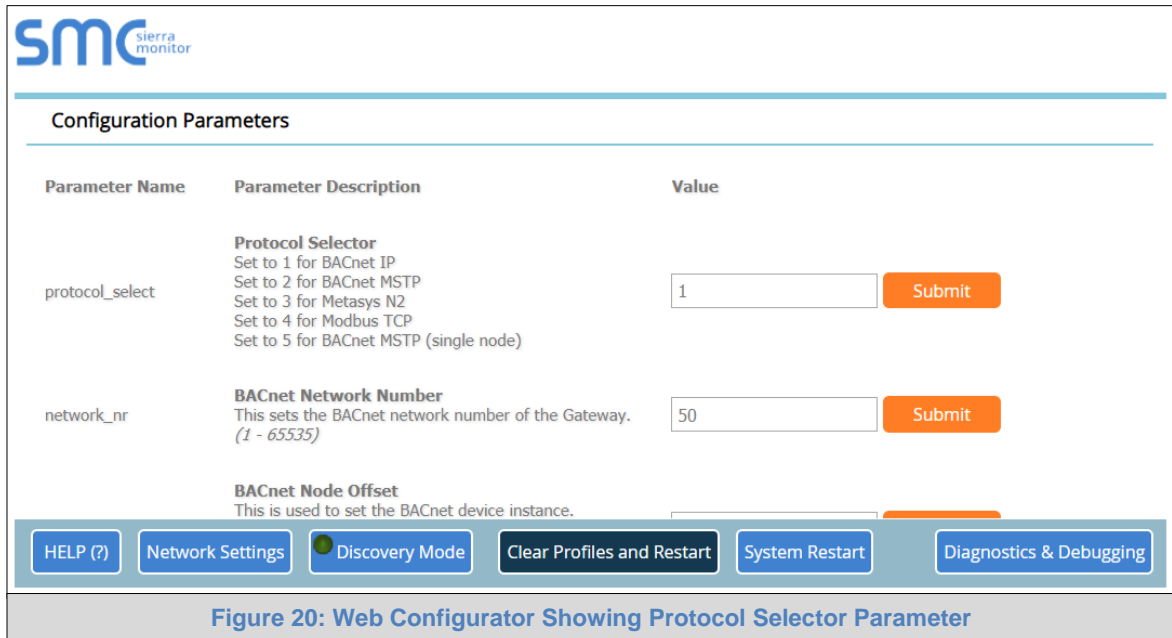 SMC sierra monitor
Configuration Parameters
Parameter Name Parameter Description Value
Protocol Selector
Set to 1 for BACnet IP
Set to 2 for BACnet MSTP
protocol_select
Set to 3 for Metasys N2
1 Submit
Set to 4 for Modbus TCP
Set to 5 for BACnet MSTP (single node)
BACnet Network Number
network_nr
This sets the BACnet network number of the Gateway.
50 Submit
(1 - 65535)
BACnet Node Offset
This is used to set the BACnet device instance.
HELP (?) Network Settings Discovery Mode Clear Profiles and Restart System Restart Diagnostics & Debugging
Figure 20: Web Configurator Showing Protocol Selector Parameter